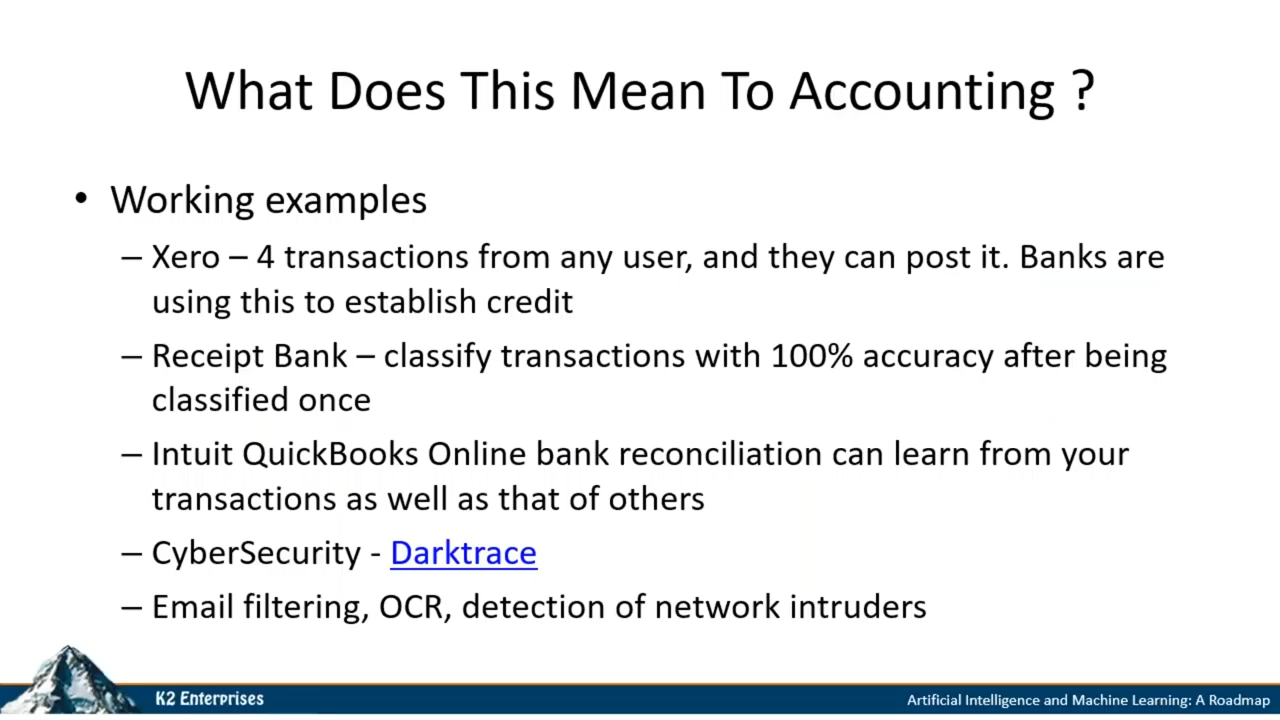 What Does This Mean To Accounting ?
• Working examples
– Xero – 4 transactions from any user, and they can post it. Banks are
using this to establish credit
– Receipt Bank – classify transactions with 100% accuracy after being
classified once
– Intuit QuickBooks Online bank reconciliation can learn from your
transactions as well as that of others
– CyberSecurity - Darktrace
– Email filtering, OCR, detection of network intruders
K2 Enterprises
Artificial Intelligence and Machine Learning: A Roadmap